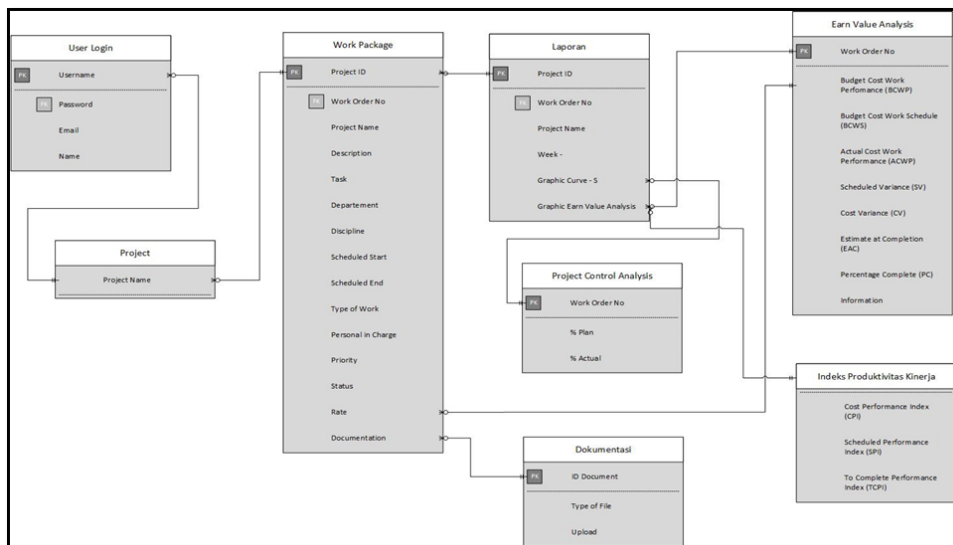 User Login
PK
Username
PK
Password
Email
Name
Project
Project Name
Work Package
PK
Project ID
PK
Work Order No
Project Name
Description
Task
Departement
Discipline
Scheduled Start
Scheduled End
Type of Work
Personal in Charge
Priority
Status
Rate
Documentation
Laporan
PK
Project ID
Work Order No
Project Name
Week -
Graphic Curve - S
Graphic Earn Value Analysis
Project Control Analysis
PK
Work Order No
% Plan
% Actual
Dokumentasi
PK
ID Document
Type of File
Upload
Earn Value Analysis
PK
Work Order No
Budget Cost Work
Perfomance (BCWP)
Budget Cost Work Schedule
(BCWS)
Actual Cost Work
Performance (ACWP)
Scheduled Variance (SV)
Cost Variance (CV)
Estimate at Completion
(EAC)
Percentage Complete (PC)
Information
Indeks Produktivitas Kinerja
Cost Performance Index
(CPI)
Scheduled Performance
Index (SPI)
To Complete Performance
Index (TCPI)